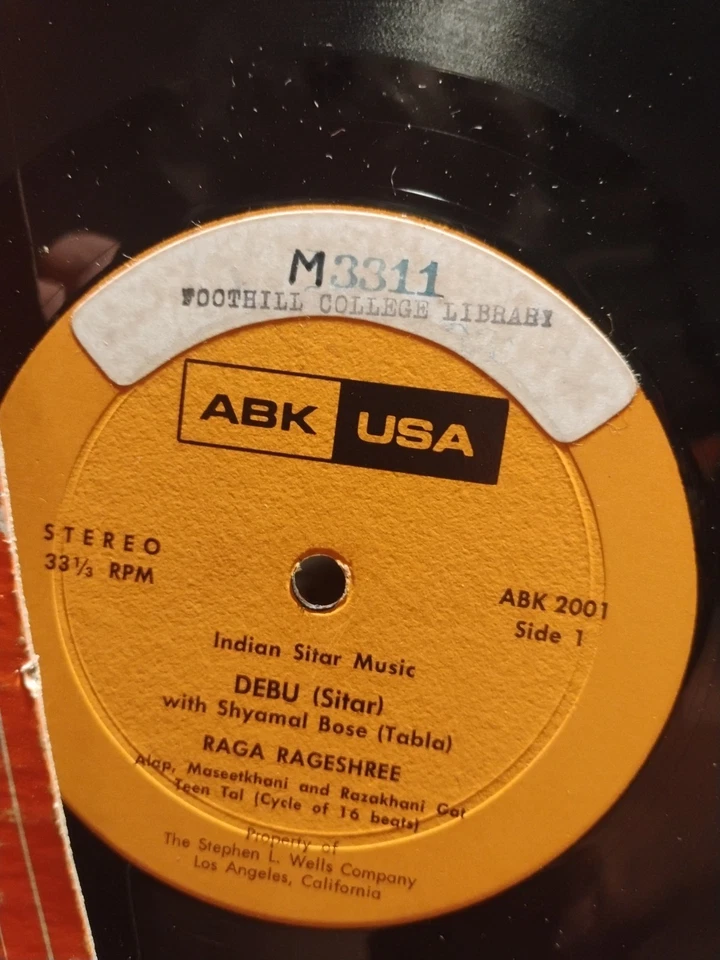 M3311
FOOTHILL COLLEGE LIBRARY
ABK USA
STEREO
33⅓ RPM
ABK 2001
Side 1
Indian Sitar Music
DEBU (Sitar)
with Shyamal Bose (Tabla)
RAGA RAGESHREE
Alap, Maseetkhani and Razakhani Gat
Teen Tal (Cycle of 16 beats)
Property of
The Stephen L. Wells Company
Los Angeles, California